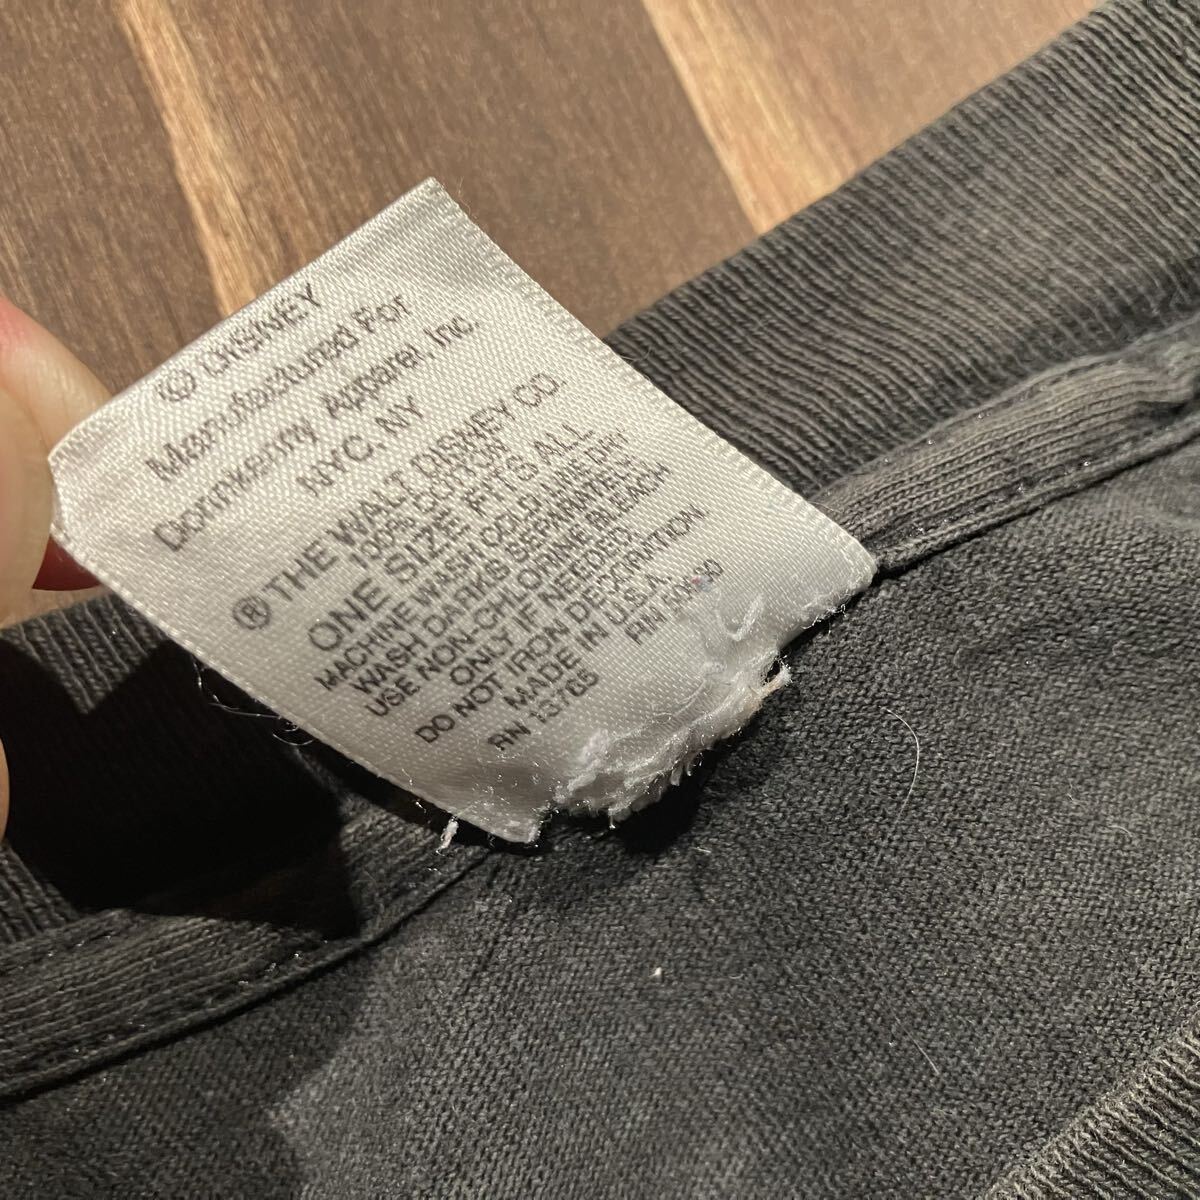 © DISNEY
Manufactured For
Donnkenny Apparel, Inc.
NYC, NY
® THE WALT DISNEY CO.
100% COTTON
ONE SIZE FITS ALL
MACHINE WASH COLD LINE DRY
WASH DARKS SEPARATELY
USE NON-CHLORINE BLEACH
ONLY IF NEEDED
DO NOT IRON DECORATION
MADE IN U.S.A.
RN 13765
RN